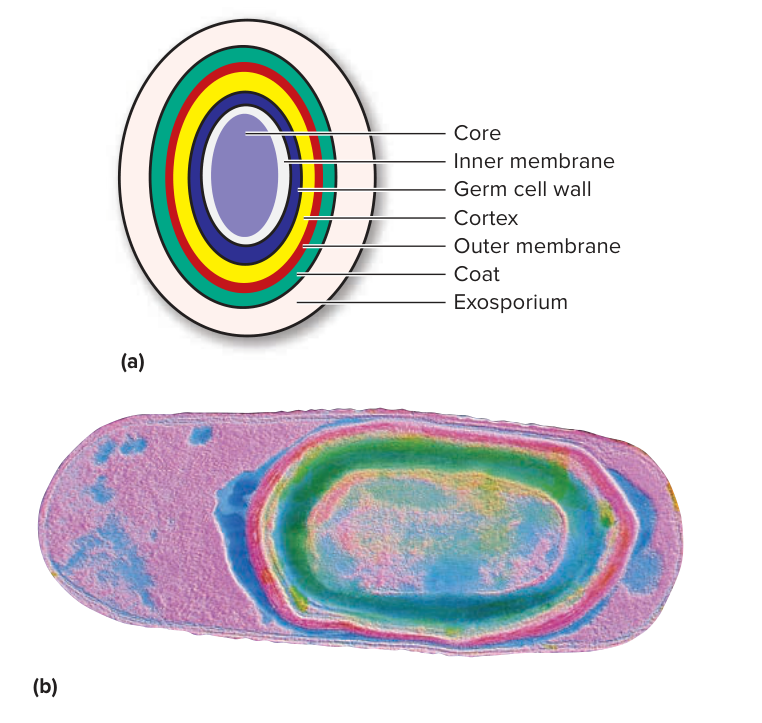 Core
Inner membrane
Germ cell wall
Cortex
Outer membrane
Coat
Exosporium
(a)
(b)